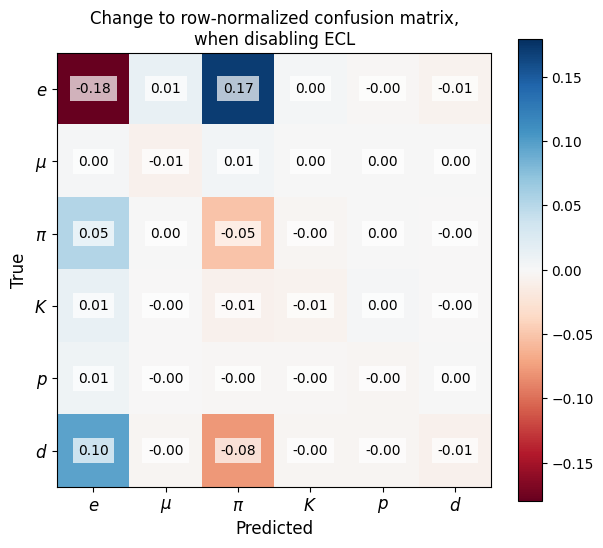 Change to row-normalized confusion matrix,
when disabling ECL
e -0.18 0.01 0.17 0.00 -0.00 -0.01
μ 0.00 -0.01 0.01 0.00 0.00 0.00
π 0.05 0.00 -0.05 -0.00 0.00 -0.00
K 0.01 -0.00 -0.01 -0.01 0.00 -0.00
p 0.01 -0.00 -0.00 -0.00 -0.00 0.00
d 0.10 -0.00 -0.08 -0.00 -0.00 -0.01
e μ π K p d
Predicted
True
0.15
0.10
0.05
0.00
−0.05
−0.10
−0.15